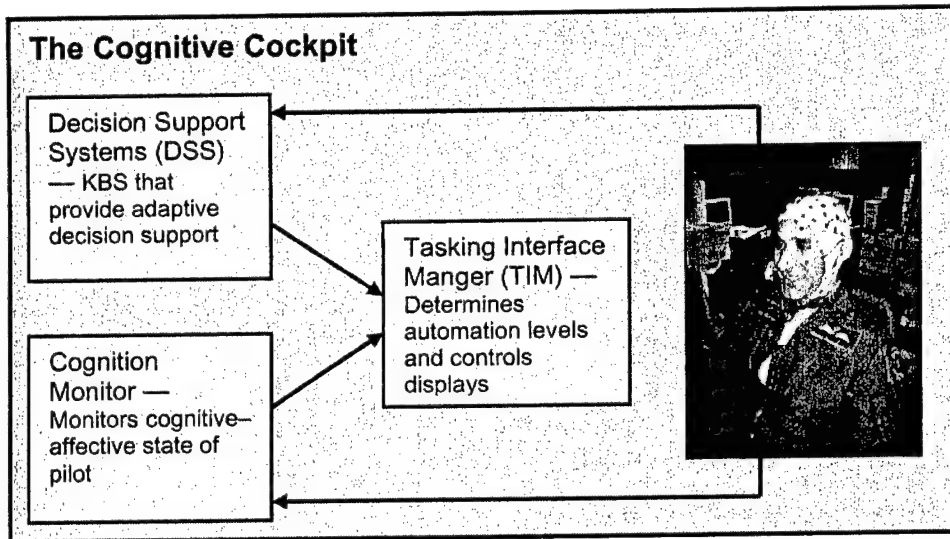 The Cognitive Cockpit
Decision Support
Systems (DSS)
— KBS that
provide adaptive
decision support
Tasking Interface
Manger (TIM) —
Determines
automation levels
and controls
displays
Cognition
Monitor —
Monitors cognitive–
affective state of
pilot